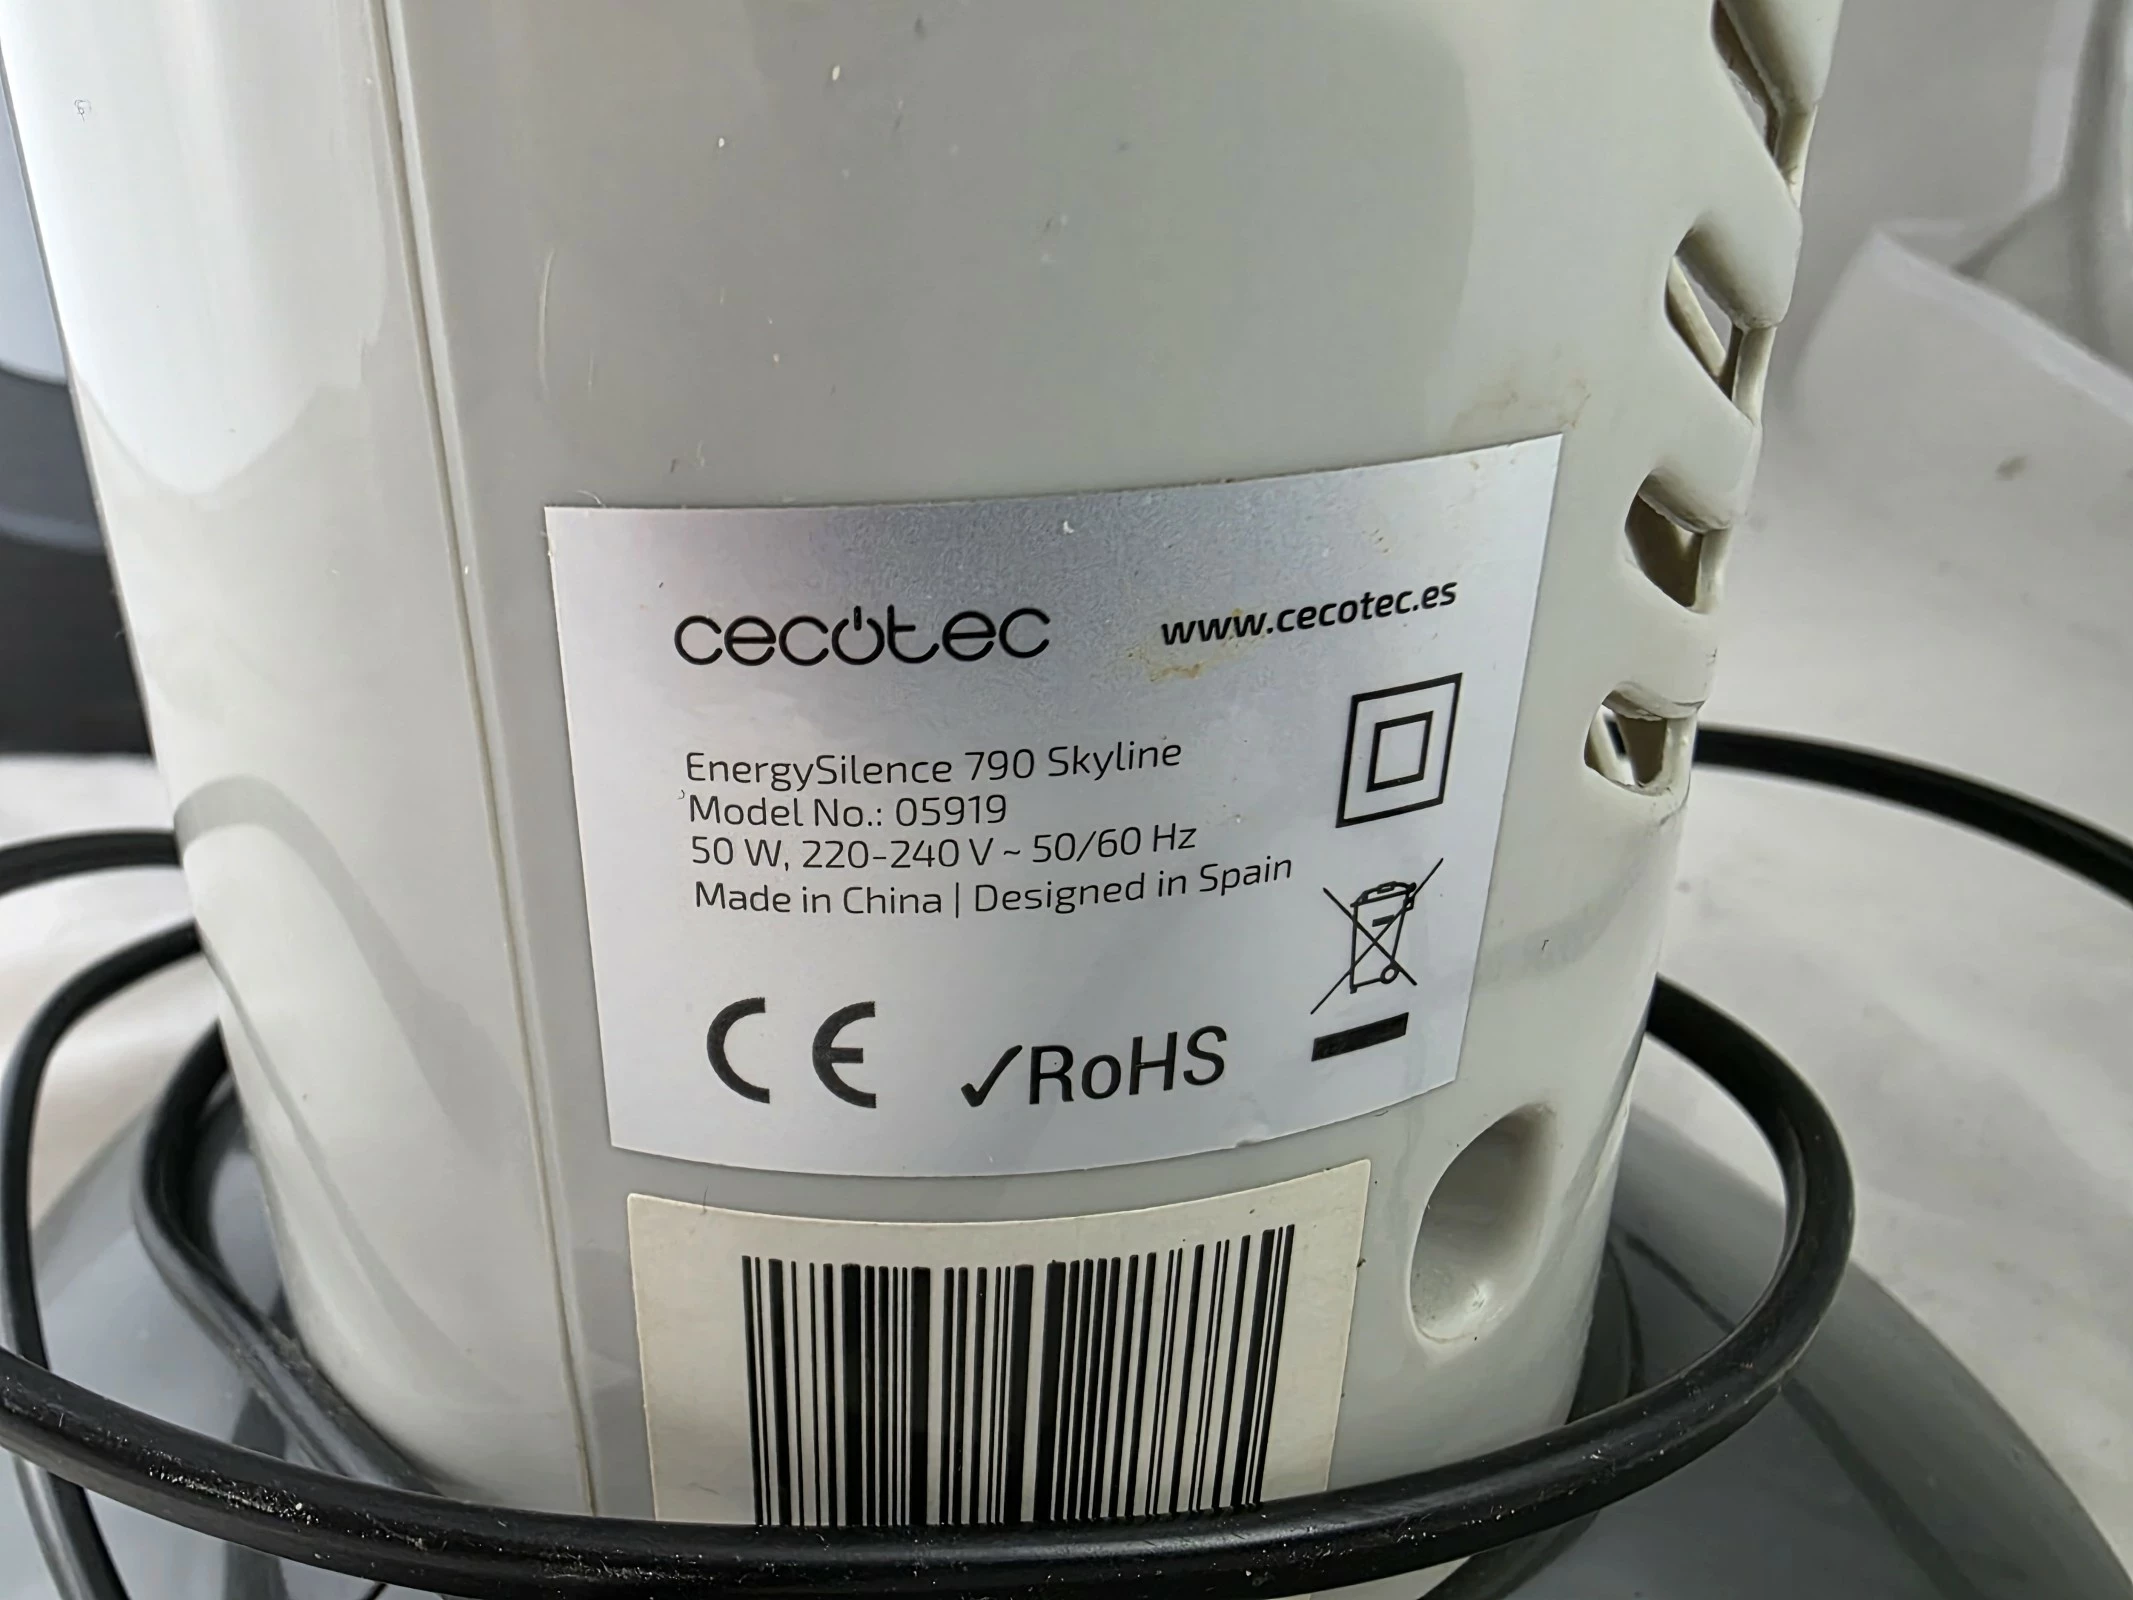 cecotec
www.cecotec.es
EnergySilence 790 Skyline
Model No.: 05919
50 W, 220-240 V ~ 50/60 Hz
Made in China | Designed in Spain
CE
✓RoHS